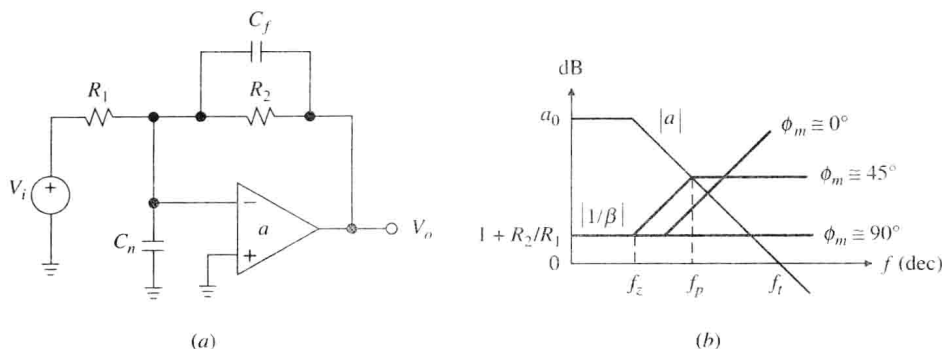 C_f
R_1
R_2
V_i
a
V_o
C_n
(a)
dB
a_0
|a|
ϕ_m ≅ 0°
ϕ_m ≅ 45°
|1/β|
1 + R_2/R_1
ϕ_m ≅ 90°
0
f (dec)
f_z
f_p
f_t
(b)